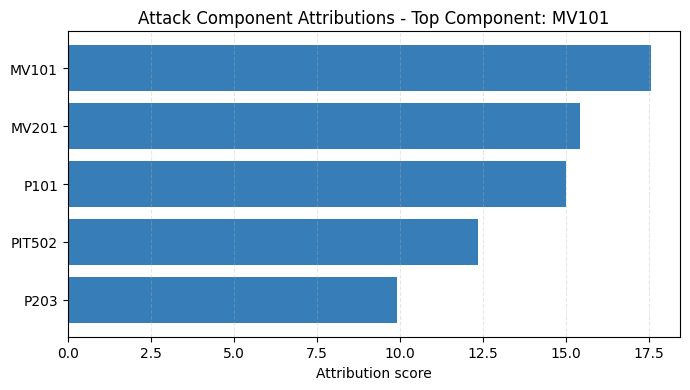 Attack Component Attributions - Top Component: MV101
MV101
MV201
P101
PIT502
P203
0.0 2.5 5.0 7.5 10.0 12.5 15.0 17.5
Attribution score